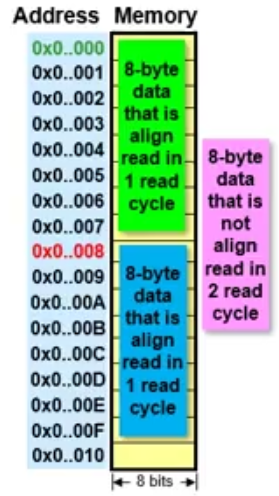 Address Memory
0x0..000
0x0..001
0x0..002
0x0..003
0x0..004
0x0..005
0x0..006
0x0..007
0x0..008
0x0..009
0x0..00A
0x0..00B
0x0..00C
0x0..00D
0x0..00E
0x0..00F
0x0..010
8-byte
data
that is
align
read in
1 read
cycle
8-byte
data
that is
align
read in
1 read
cycle
8-byte
data
that is
not
align
read in
2 read
cycle
8 bits